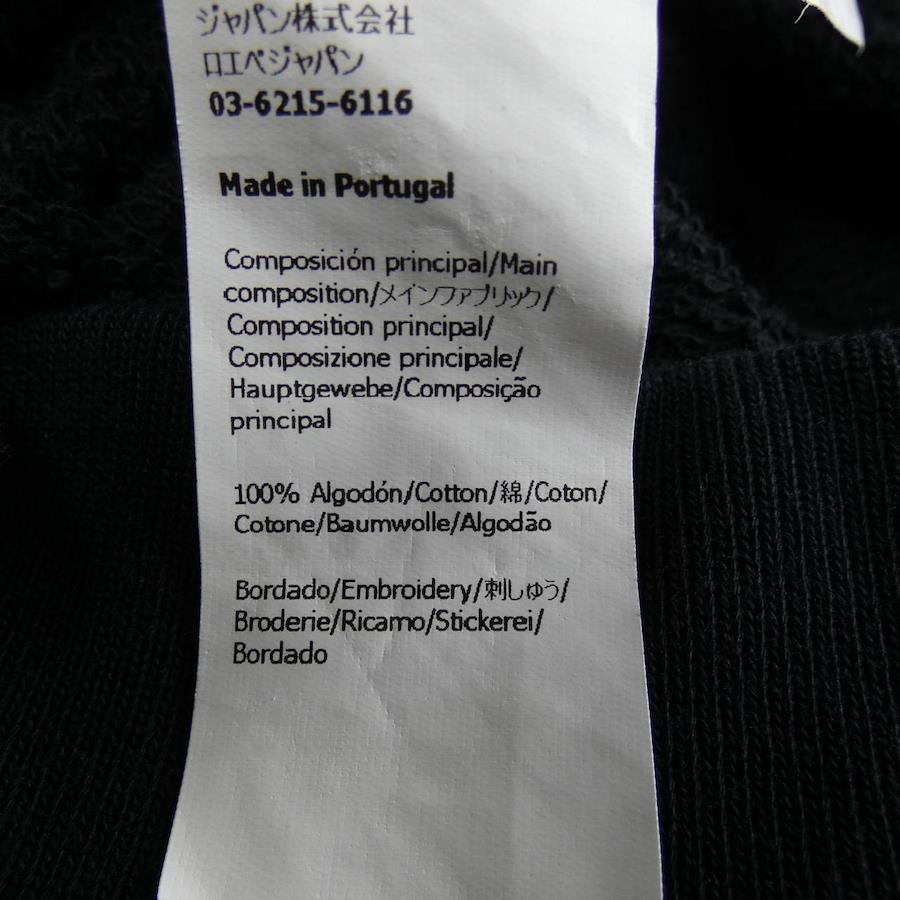 ジャパン株式会社
ロエベジャパン
03-6215-6116
Made in Portugal
Composición principal/Main
composition/メインファブリック/
Composition principal/
Composizione principale/
Hauptgewebe/Composição
principal
100% Algodón/Cotton/綿/Coton/
Cotone/Baumwolle/Algodão
Bordado/Embroidery/刺しゅう/
Broderie/Ricamo/Stickerei/
Bordado